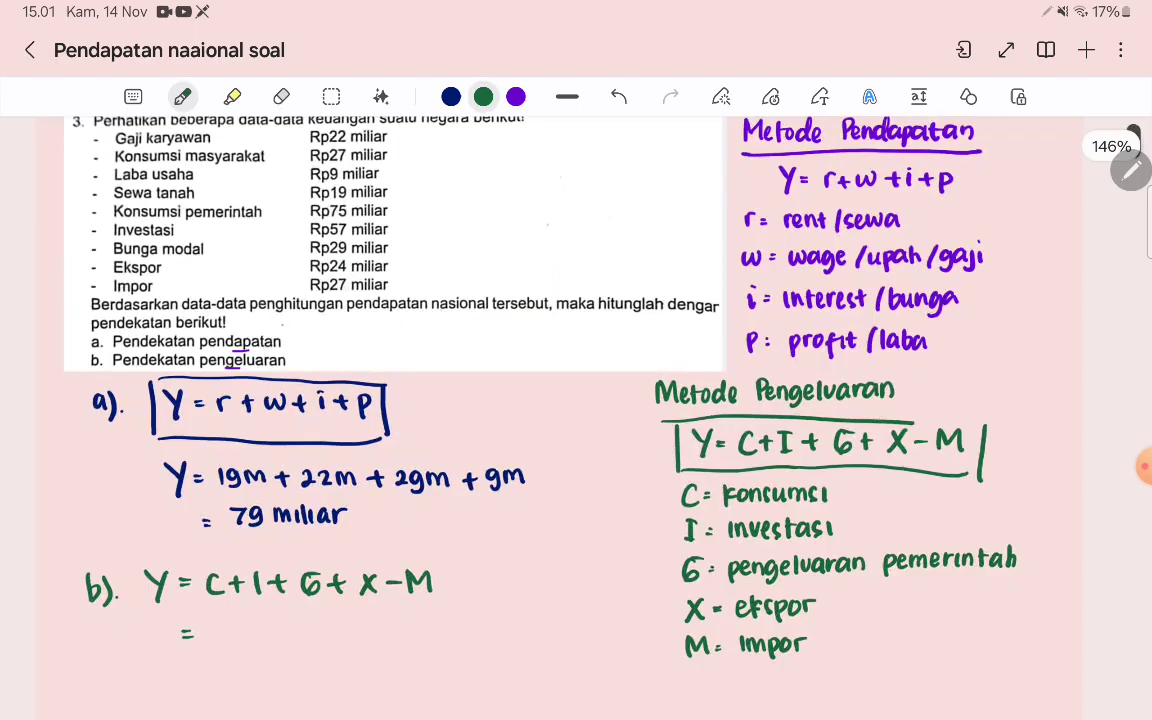 15.01 Kam, 14 Nov
17%
Pendapatan naaional soal
146%
3. Perhatikan beberapa data-data keuangan suatu negara berikut!
- Gaji karyawan Rp22 miliar
- Konsumsi masyarakat Rp27 miliar
- Laba usaha Rp9 miliar
- Sewa tanah Rp19 miliar
- Konsumsi pemerintah Rp75 miliar
- Investasi Rp57 miliar
- Bunga modal Rp29 miliar
- Ekspor Rp24 miliar
- Impor Rp27 miliar
Berdasarkan data-data penghitungan pendapatan nasional tersebut, maka hitunglah dengar
pendekatan berikut!
a. Pendekatan pendapatan
b. Pendekatan pengeluaran
Metode Pendapatan
Y = r + w + i + p
r = rent / sewa
w = wage / upah / gaji
i = interest / bunga
p = profit / laba
a). Y = r + w + i + p
Y = 19M + 22M + 29M + 9M
= 79 miliar
Metode Pengeluaran
Y = C + I + G + X - M
C = konsumsi
I = investasi
G = pengeluaran pemerintah
X = ekspor
M = impor
b). Y = C + I + G + X - M
=